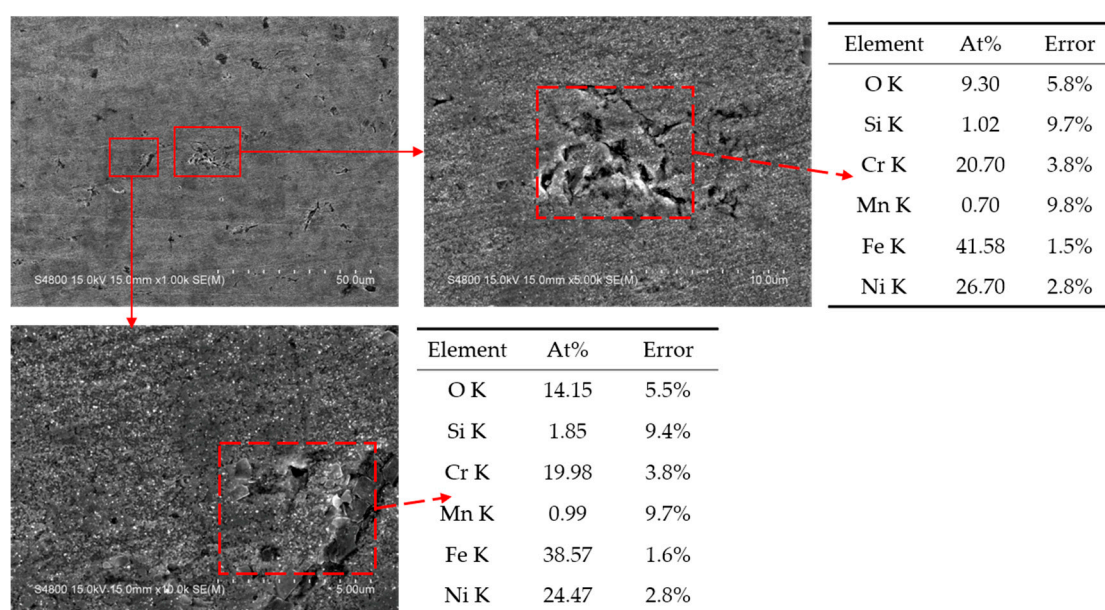 S4800 15.0kV 15.0mm x1.00k SE(M) 50.0um
S4800 15.0kV 15.0mm x5.00k SE(M) 10.0um
Element At% Error
O K 9.30 5.8%
Si K 1.02 9.7%
Cr K 20.70 3.8%
Mn K 0.70 9.8%
Fe K 41.58 1.5%
Ni K 26.70 2.8%
S4800 15.0kV 15.0mm x10.0k SE(M) 5.00um
Element At% Error
O K 14.15 5.5%
Si K 1.85 9.4%
Cr K 19.98 3.8%
Mn K 0.99 9.7%
Fe K 38.57 1.6%
Ni K 24.47 2.8%